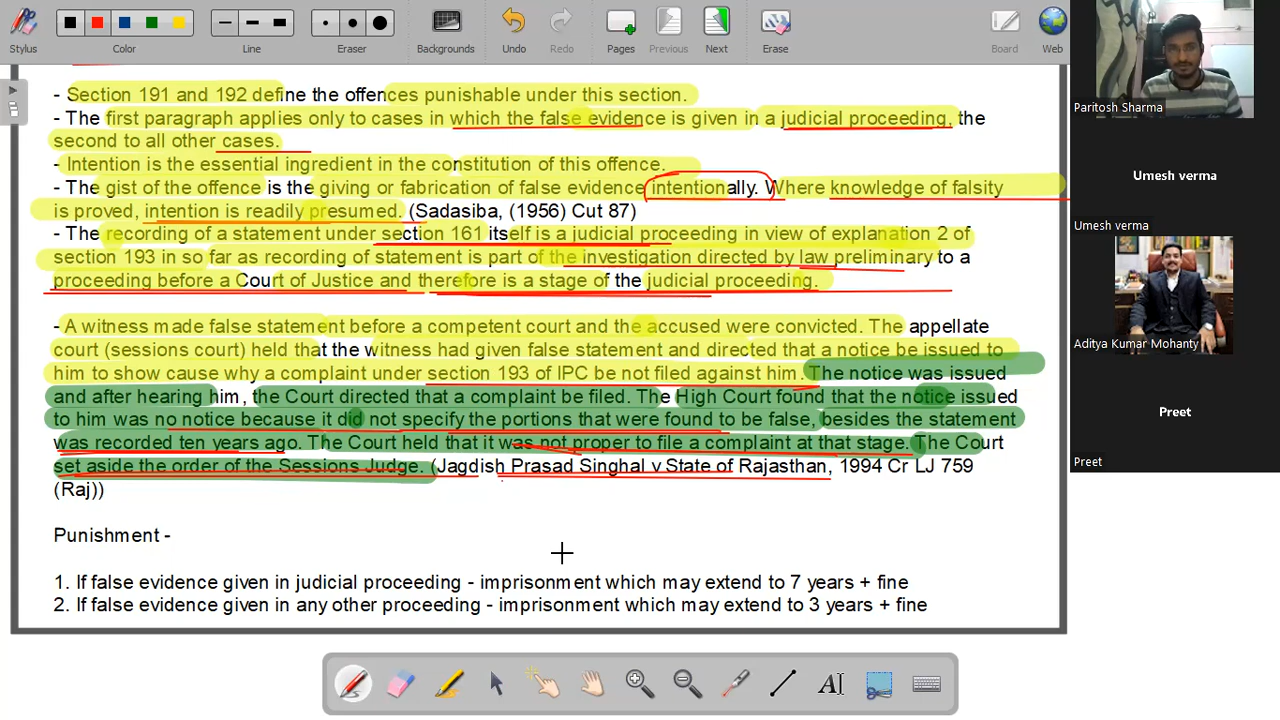 Stylus
Color
Line
Eraser
Backgrounds
Undo
Redo
Pages
Previous
Next
Erase
Board
Web
- Section 191 and 192 define the offences punishable under this section.
- The first paragraph applies only to cases in which the false evidence is given in a judicial proceeding, the
second to all other cases.
- Intention is the essential ingredient in the constitution of this offence.
- The gist of the offence is the giving or fabrication of false evidence intentionally. Where knowledge of falsity
is proved, intention is readily presumed. (Sadasiba, (1956) Cut 87)
- The recording of a statement under section 161 itself is a judicial proceeding in view of explanation 2 of
section 193 in so far as recording of statement is part of the investigation directed by law preliminary to a
proceeding before a Court of Justice and therefore is a stage of the judicial proceeding.
- A witness made false statement before a competent court and the accused were convicted. The appellate
court (sessions court) held that the witness had given false statement and directed that a notice be issued to
him to show cause why a complaint under section 193 of IPC be not filed against him. The notice was issued
and after hearing him, the Court directed that a complaint be filed. The High Court found that the notice issued
to him was no notice because it did not specify the portions that were found to be false, besides the statement
was recorded ten years ago. The Court held that it was not proper to file a complaint at that stage. The Court
set aside the order of the Sessions Judge. (Jagdish Prasad Singhal v State of Rajasthan, 1994 Cr LJ 759
(Raj))
Punishment -
1. If false evidence given in judicial proceeding - imprisonment which may extend to 7 years + fine
2. If false evidence given in any other proceeding - imprisonment which may extend to 3 years + fine
Paritosh Sharma
Umesh verma
Umesh verma
Aditya Kumar Mohanty
Preet
Preet